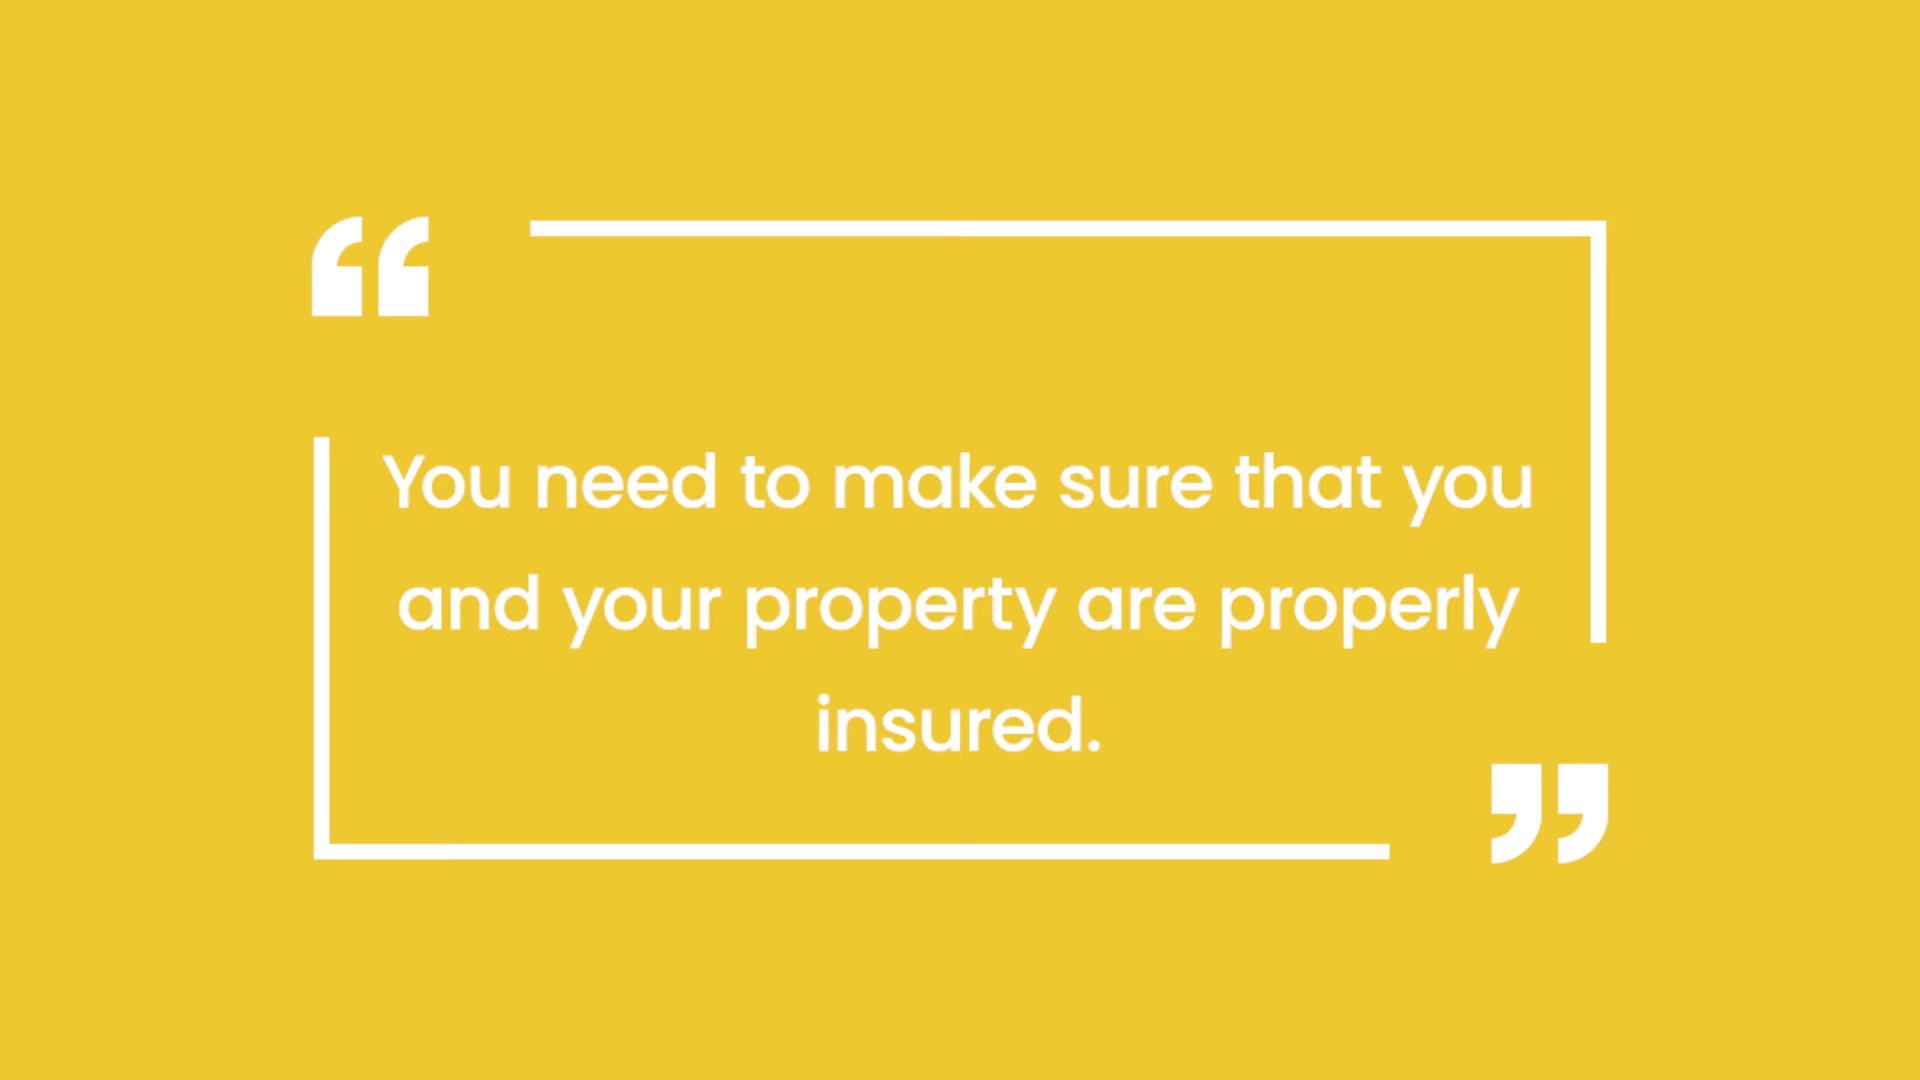 “
You need to make sure that you
and your property are properly
insured.
”